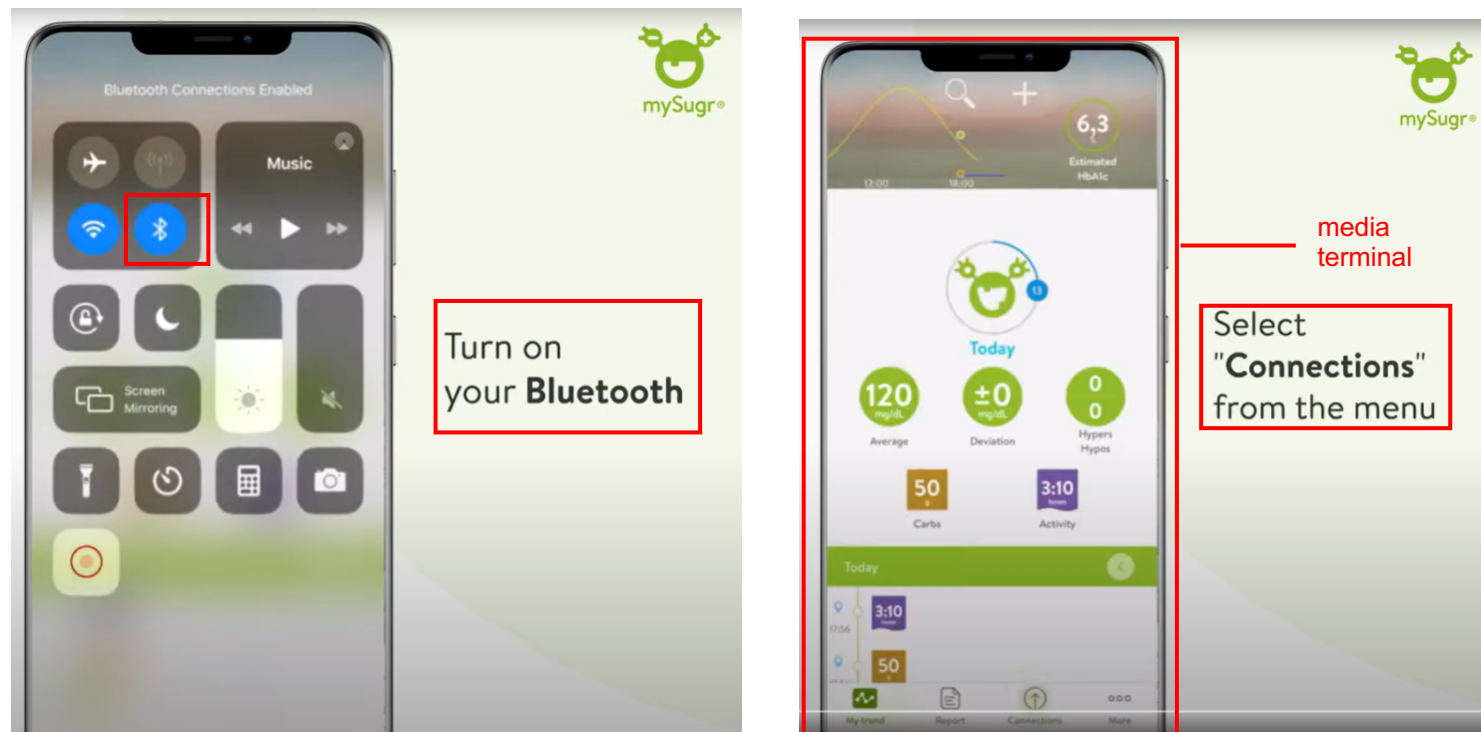 Bluetooth Connections Enabled
Music
Screen
Mirroring
mySugr®
Turn on
your Bluetooth
6,3
Estimated
HbA1c
12:00
18:00
13
Today
120
mg/dL
Average
±0
mg/dL
Deviation
0
0
Hypers
Hypos
50
g
Carbs
3:10
hours
Activity
Today
3:10
hours
17:56
50
My trend
Report
Connections
More
mySugr®
media
terminal
Select
"Connections"
from the menu